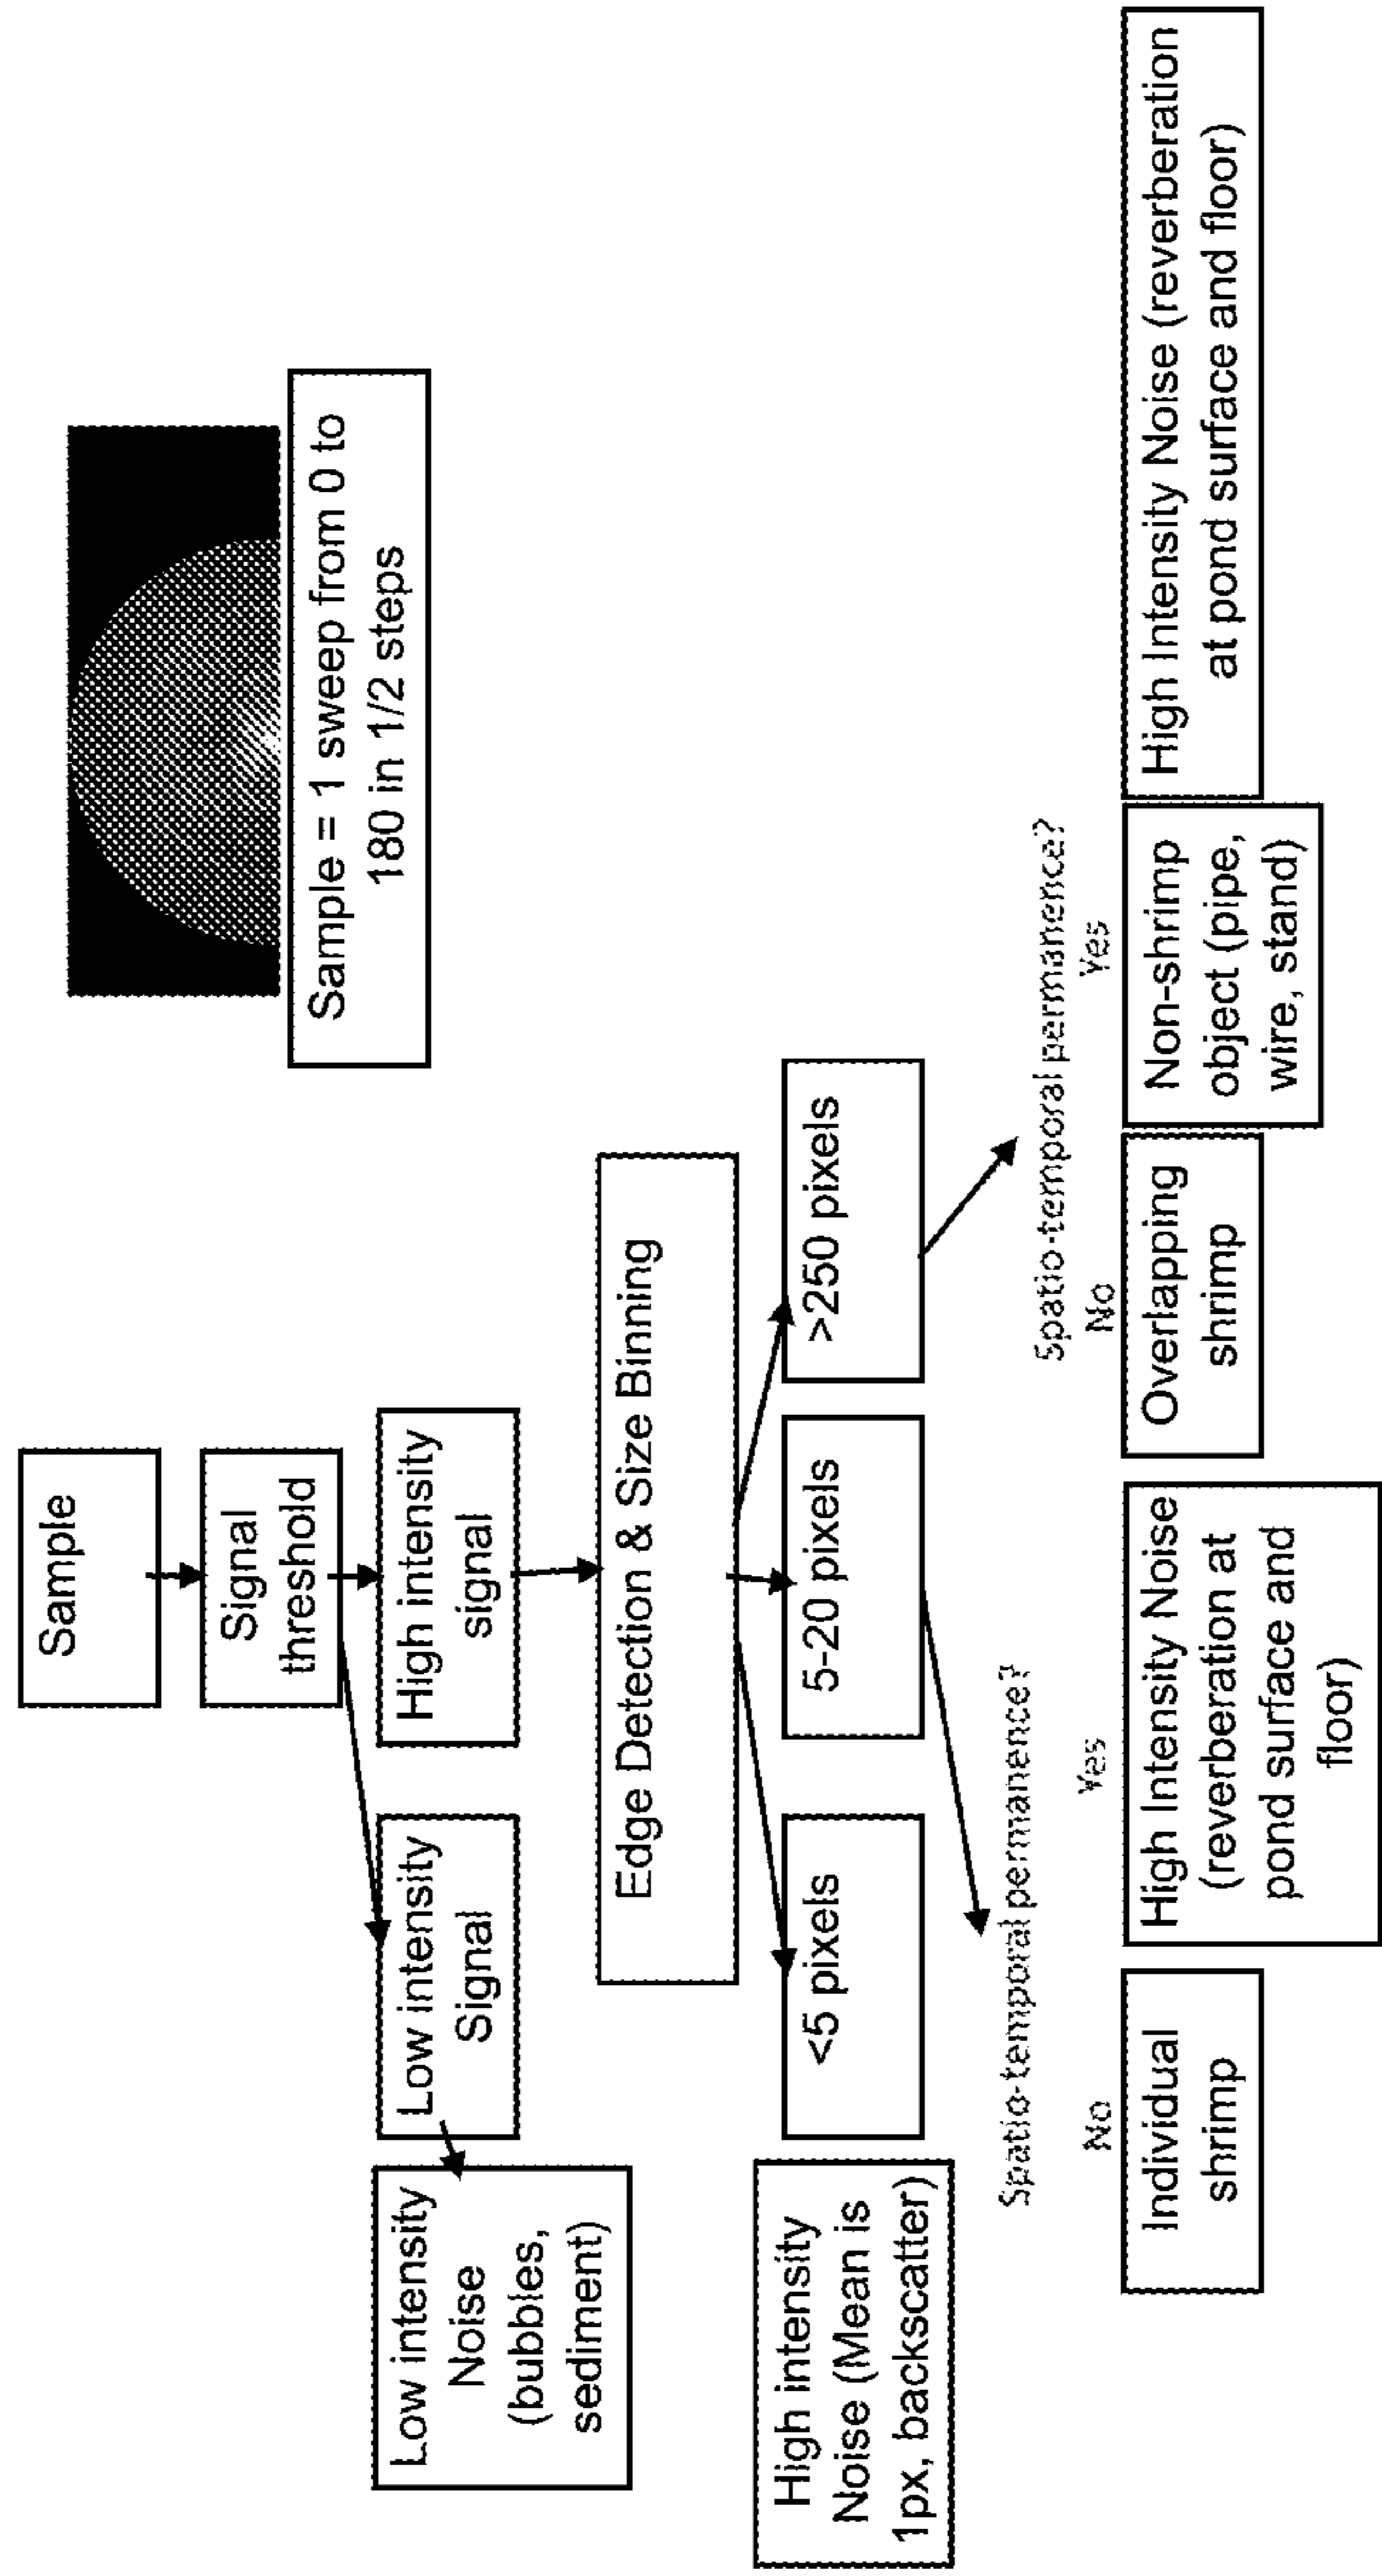 Sample
Sample = 1 sweep from 0 to
180 in 1/2 steps
Signal
threshold
Low intensity
Noise
(bubbles,
sediment)
Low intensity
Signal
High intensity
signal
Edge Detection & Size Binning
High intensity
Noise (Mean is
1px, backscatter)
<5 pixels
5-20 pixels
>250 pixels
Spatio-temporal permanence?
No
Yes
Spatio-temporal permanence?
No
Yes
Individual
shrimp
High Intensity Noise
(reverberation at
pond surface and
floor)
Overlapping
shrimp
Non-shrimp
object (pipe,
wire, stand)
High Intensity Noise (reverberation
at pond surface and floor)